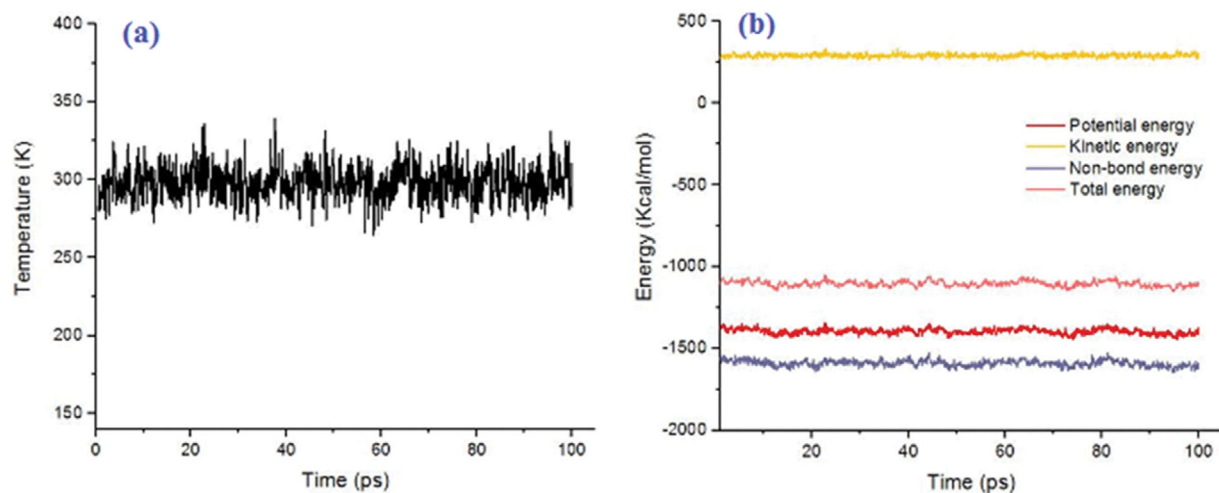 (a)
400
350
300
250
200
150
Temperature (K)
0 20 40 60 80 100
Time (ps)
(b)
500
0
-500
-1000
-1500
-2000
Energy (Kcal/mol)
Potential energy
Kinetic energy
Non-bond energy
Total energy
20 40 60 80 100
Time (ps)